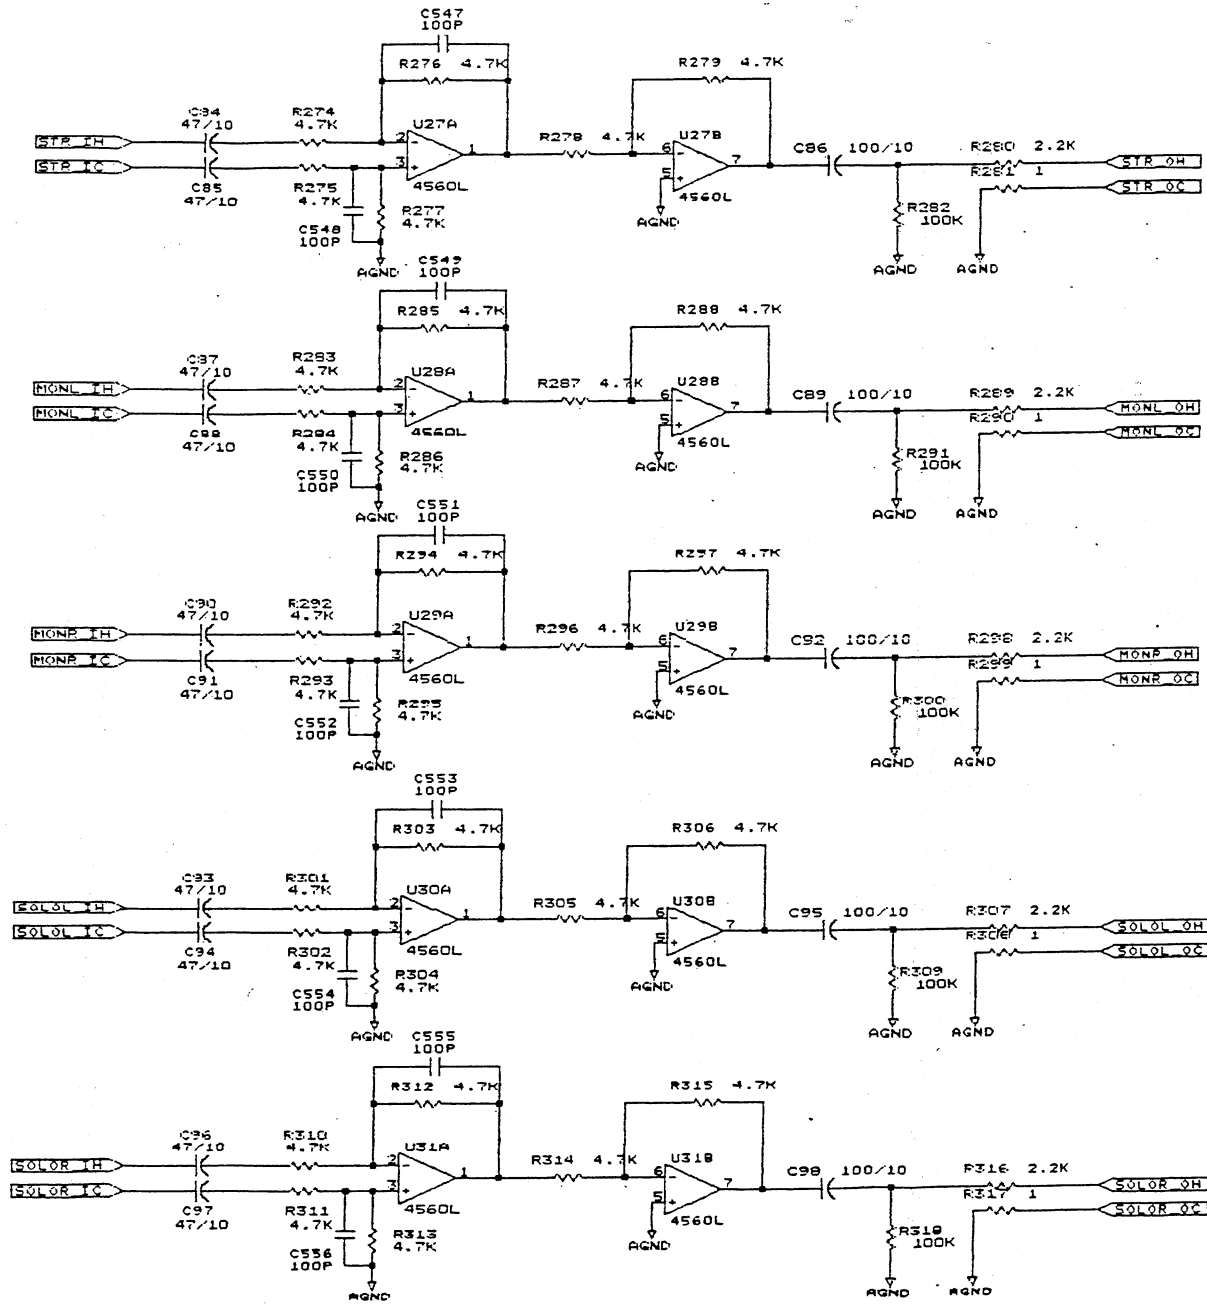 C547
100P
R276 4.7K
R279 4.7K
C84
47/10
R274
4.7K
U27A
STR_IH
2
1
R278 4.7K
U27B
6
7
C86 100/10
R280 2.2K
STR_OH
STR_IC
3
5
R281 1
STR_OC
C85
47/10
R275
4.7K
4560L
4560L
R277
4.7K
R282
100K
C548
100P
AGND
AGND
AGND
AGND
C549
100P
R285 4.7K
R288 4.7K
C87
47/10
R283
4.7K
U28A
MONL_IH
2
1
R287 4.7K
U28B
6
7
C89 100/10
R289 2.2K
MONL_OH
MONL_IC
3
5
R290 1
MONL_OC
C88
47/10
R284
4.7K
4560L
4560L
R286
4.7K
R291
100K
C550
100P
AGND
AGND
AGND
AGND
C551
100P
R294 4.7K
R297 4.7K
C90
47/10
R292
4.7K
U29A
MONR_IH
2
1
R296 4.7K
U29B
6
7
C92 100/10
R298 2.2K
MONR_OH
MONR_IC
3
5
R299 1
MONR_OC
C91
47/10
R293
4.7K
4560L
4560L
R295
4.7K
R300
100K
C552
100P
AGND
AGND
AGND
AGND
C553
100P
R303 4.7K
R306 4.7K
C93
47/10
R301
4.7K
U30A
SOLOL_IH
2
1
R305 4.7K
U30B
6
7
C95 100/10
R307 2.2K
SOLOL_OH
SOLOL_IC
3
5
R308 1
SOLOL_OC
C94
47/10
R302
4.7K
4560L
4560L
R304
4.7K
R309
100K
C554
100P
AGND
AGND
AGND
AGND
C555
100P
R312 4.7K
R315 4.7K
C96
47/10
R310
4.7K
U31A
SOLOR_IH
2
1
R314 4.7K
U31B
6
7
C98 100/10
R316 2.2K
SOLOR_OH
SOLOR_IC
3
5
R317 1
SOLOR_OC
C97
47/10
R311
4.7K
4560L
4560L
R313
4.7K
R318
100K
C556
100P
AGND
AGND
AGND
AGND